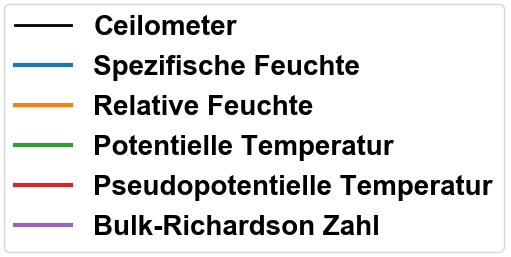 Ceilometer
Spezifische Feuchte
Relative Feuchte
Potentielle Temperatur
Pseudopotentielle Temperatur
Bulk-Richardson Zahl